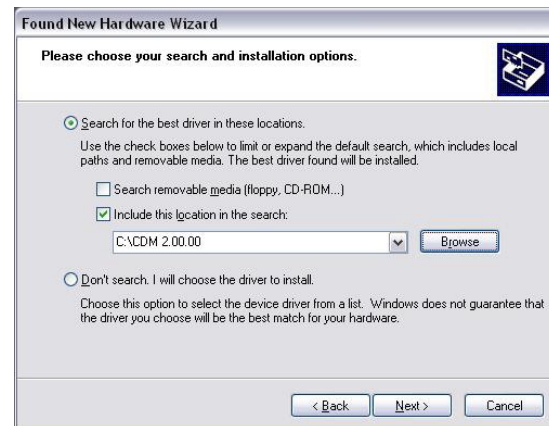 Found New Hardware Wizard
Please choose your search and installation options.
Search for the best driver in these locations.
Use the check boxes below to limit or expand the default search, which includes local
paths and removable media. The best driver found will be installed.
Search removable media (floppy, CD-ROM...)
Include this location in the search:
C:\CDM 2.00.00
Browse
Don't search. I will choose the driver to install.
Choose this option to select the device driver from a list. Windows does not guarantee that
the driver you choose will be the best match for your hardware.
< Back
Next >
Cancel